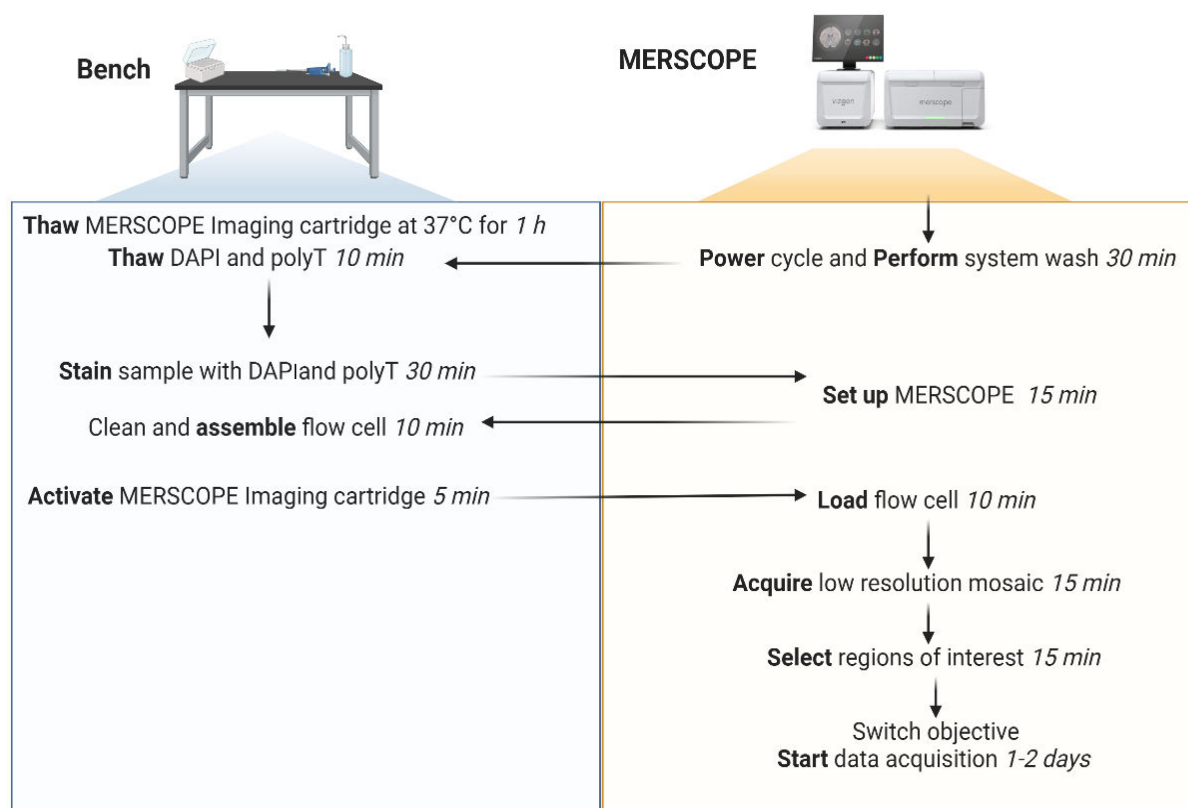 Bench
MERSCOPE
vizgen
merscope
Thaw MERSCOPE Imaging cartridge at 37°C for 1 h
Thaw DAPI and polyT 10 min
Power cycle and Perform system wash 30 min
Stain sample with DAPIand polyT 30 min
Set up MERSCOPE 15 min
Clean and assemble flow cell 10 min
Activate MERSCOPE Imaging cartridge 5 min
Load flow cell 10 min
Acquire low resolution mosaic 15 min
Select regions of interest 15 min
Switch objective
Start data acquisition 1-2 days